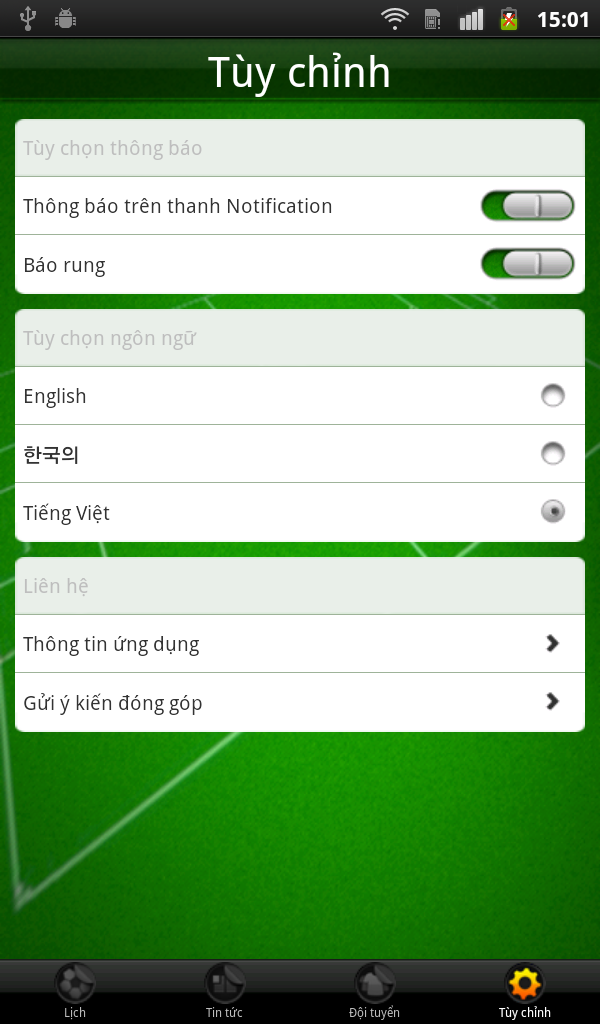 15:01
Tùy chỉnh
Tùy chọn thông báo
Thông báo trên thanh Notification
Báo rung
Tùy chọn ngôn ngữ
English
한국의
Tiếng Việt
Liên hệ
Thông tin ứng dụng
Gửi ý kiến đóng góp
Lịch
Tin tức
Đội tuyển
Tùy chỉnh